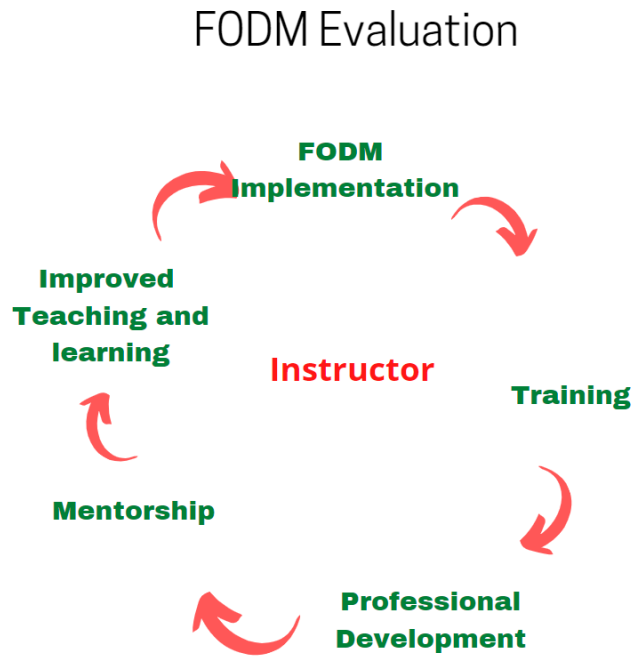 FODM Evaluation
FODM
Implementation
Improved
Teaching and
learning
Instructor
Training
Mentorship
Professional
Development